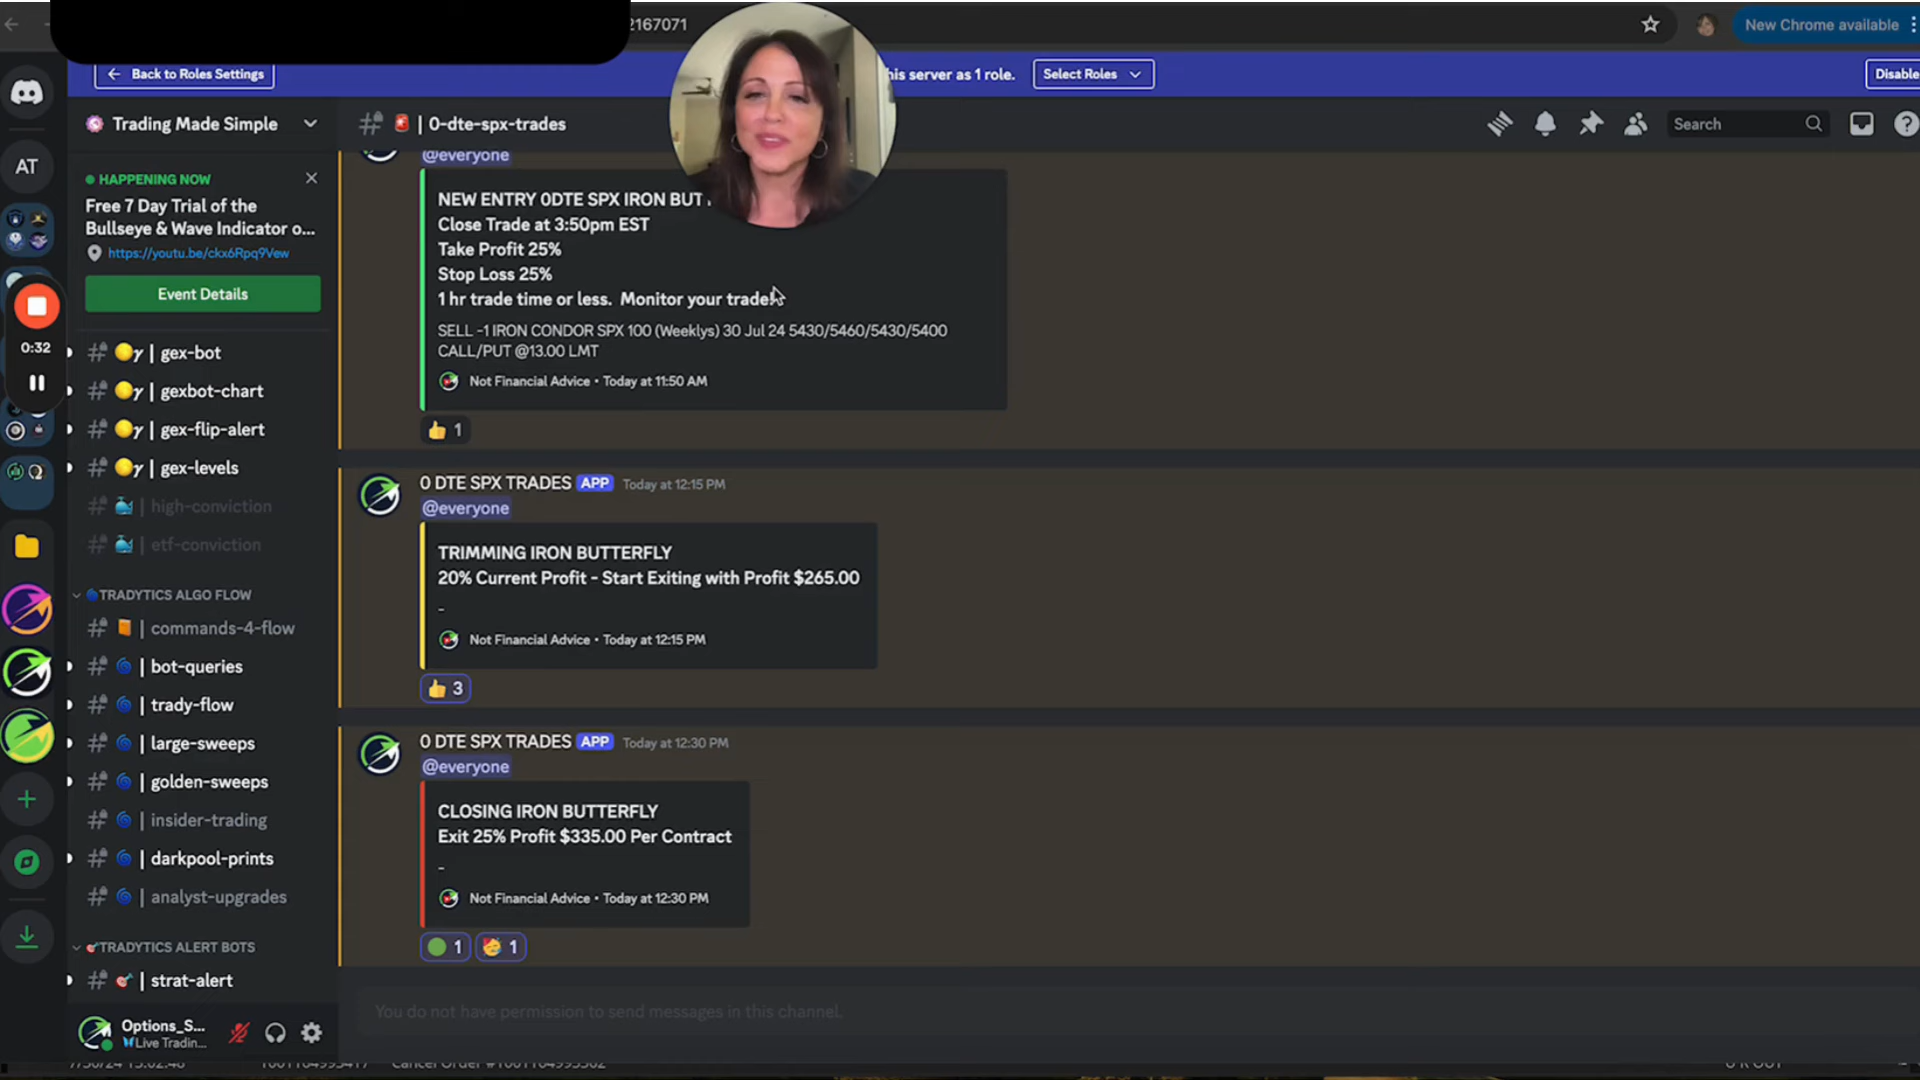 2167071
New Chrome available
Back to Roles Settings
his server as 1 role.
Select Roles
Disable
Trading Made Simple
| 0-dte-spx-trades
Search
AT
HAPPENING NOW
Free 7 Day Trial of the
Bullseye & Wave Indicator o...
https://youtu.be/ckx6Rpq9Vew
Event Details
0:32
γ | gex-bot
γ | gexbot-chart
γ | gex-flip-alert
γ | gex-levels
| high-conviction
| etf-conviction
TRADYTICS ALGO FLOW
| commands-4-flow
| bot-queries
| trady-flow
| large-sweeps
| golden-sweeps
| insider-trading
| darkpool-prints
| analyst-upgrades
TRADYTICS ALERT BOTS
| strat-alert
Options_S...
Live Tradin...
@everyone
NEW ENTRY 0DTE SPX IRON BUT
Close Trade at 3:50pm EST
Take Profit 25%
Stop Loss 25%
1 hr trade time or less. Monitor your trade!
SELL -1 IRON CONDOR SPX 100 (Weeklys) 30 Jul 24 5430/5460/5430/5400
CALL/PUT @13.00 LMT
Not Financial Advice • Today at 11:50 AM
1
0 DTE SPX TRADES APP Today at 12:15 PM
@everyone
TRIMMING IRON BUTTERFLY
20% Current Profit - Start Exiting with Profit $265.00
-
Not Financial Advice • Today at 12:15 PM
3
0 DTE SPX TRADES APP Today at 12:30 PM
@everyone
CLOSING IRON BUTTERFLY
Exit 25% Profit $335.00 Per Contract
-
Not Financial Advice • Today at 12:30 PM
1 1
You do not have permission to send messages in this channel.